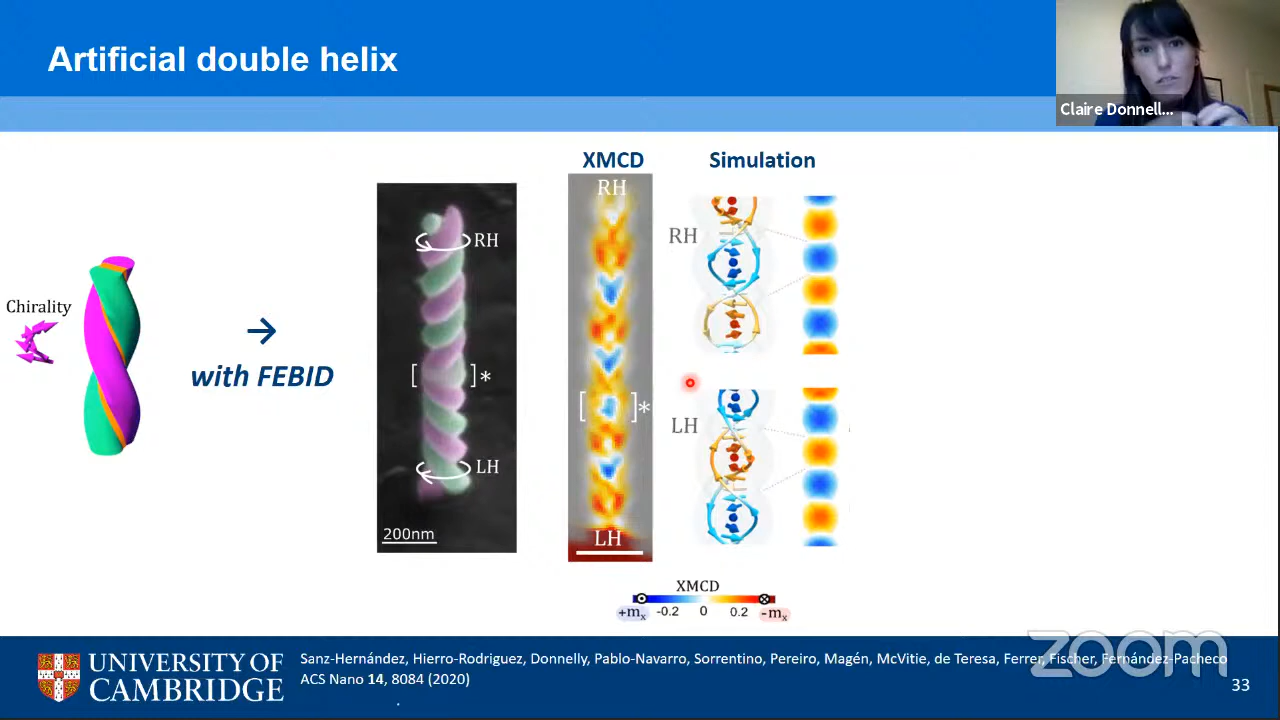 Artificial double helix
Claire Donnell...
XMCD
Simulation
RH
RH
RH
Chirality
→
with FEBID
[ ]*
[ ]*
LH
LH
LH
200nm
XMCD
+mx -0.2 0 0.2 -mx
zoom
UNIVERSITY OF
CAMBRIDGE
Sanz-Hernández, Hierro-Rodriguez, Donnelly, Pablo-Navarro, Sorrentino, Pereiro, Magén, McVitie, de Teresa, Ferrer, Fischer, Fernández-Pacheco
ACS Nano 14, 8084 (2020)
33